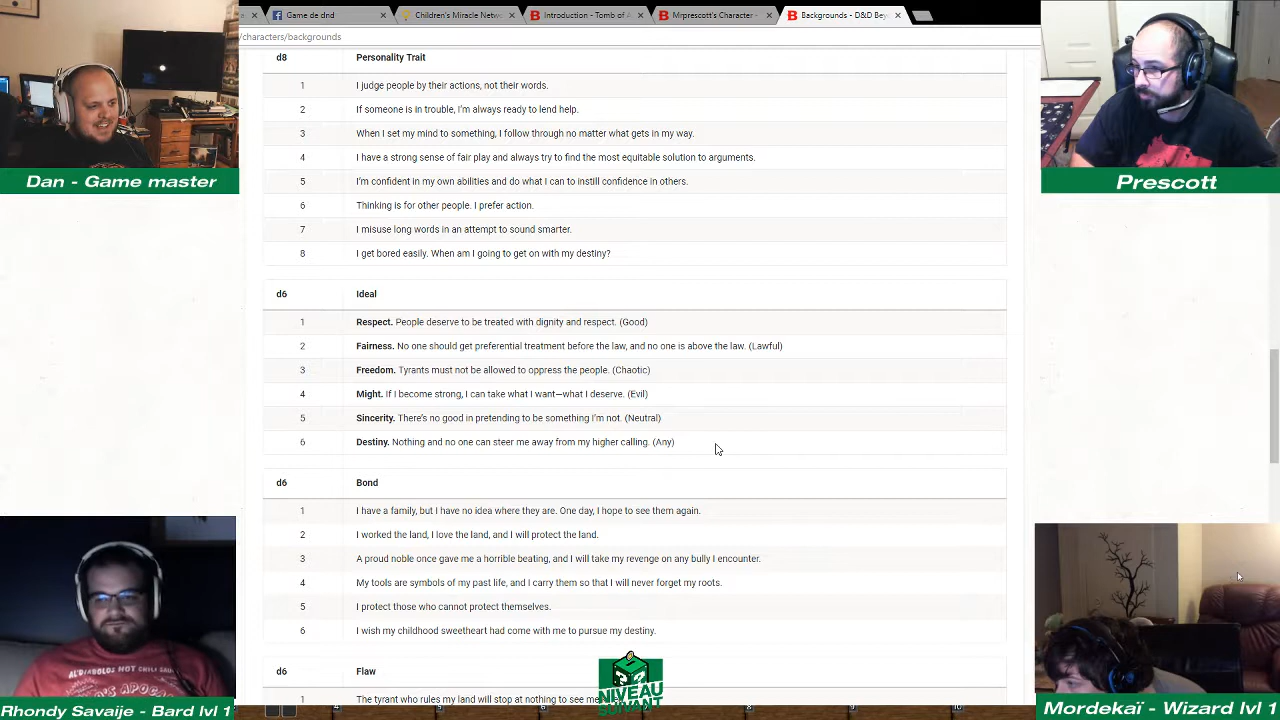 Game de dnd
Children's Miracle Netwo
Introduction - Tomb of A
Mrprescott's Character -
Backgrounds - D&D Bey
/characters/backgrounds
d8 Personality Trait
1 I judge people by their actions, not their words.
2 If someone is in trouble, I'm always ready to lend help.
3 When I set my mind to something, I follow through no matter what gets in my way.
4 I have a strong sense of fair play and always try to find the most equitable solution to arguments.
5 I'm confident in my own abilities and do what I can to instill confidence in others.
6 Thinking is for other people. I prefer action.
7 I misuse long words in an attempt to sound smarter.
8 I get bored easily. When am I going to get on with my destiny?
d6 Ideal
1 Respect. People deserve to be treated with dignity and respect. (Good)
2 Fairness. No one should get preferential treatment before the law, and no one is above the law. (Lawful)
3 Freedom. Tyrants must not be allowed to oppress the people. (Chaotic)
4 Might. If I become strong, I can take what I want—what I deserve. (Evil)
5 Sincerity. There's no good in pretending to be something I'm not. (Neutral)
6 Destiny. Nothing and no one can steer me away from my higher calling. (Any)
d6 Bond
1 I have a family, but I have no idea where they are. One day, I hope to see them again.
2 I worked the land, I love the land, and I will protect the land.
3 A proud noble once gave me a horrible beating, and I will take my revenge on any bully I encounter.
4 My tools are symbols of my past life, and I carry them so that I will never forget my roots.
5 I protect those who cannot protect themselves.
6 I wish my childhood sweetheart had come with me to pursue my destiny.
d6 Flaw
1 The tyrant who rules my land will stop at nothing to see me
NIVEAU
SUIVANT
Dan - Game master
Prescott
Rhondy Savaije - Bard lvl 1
Mordekaï - Wizard lvl 1